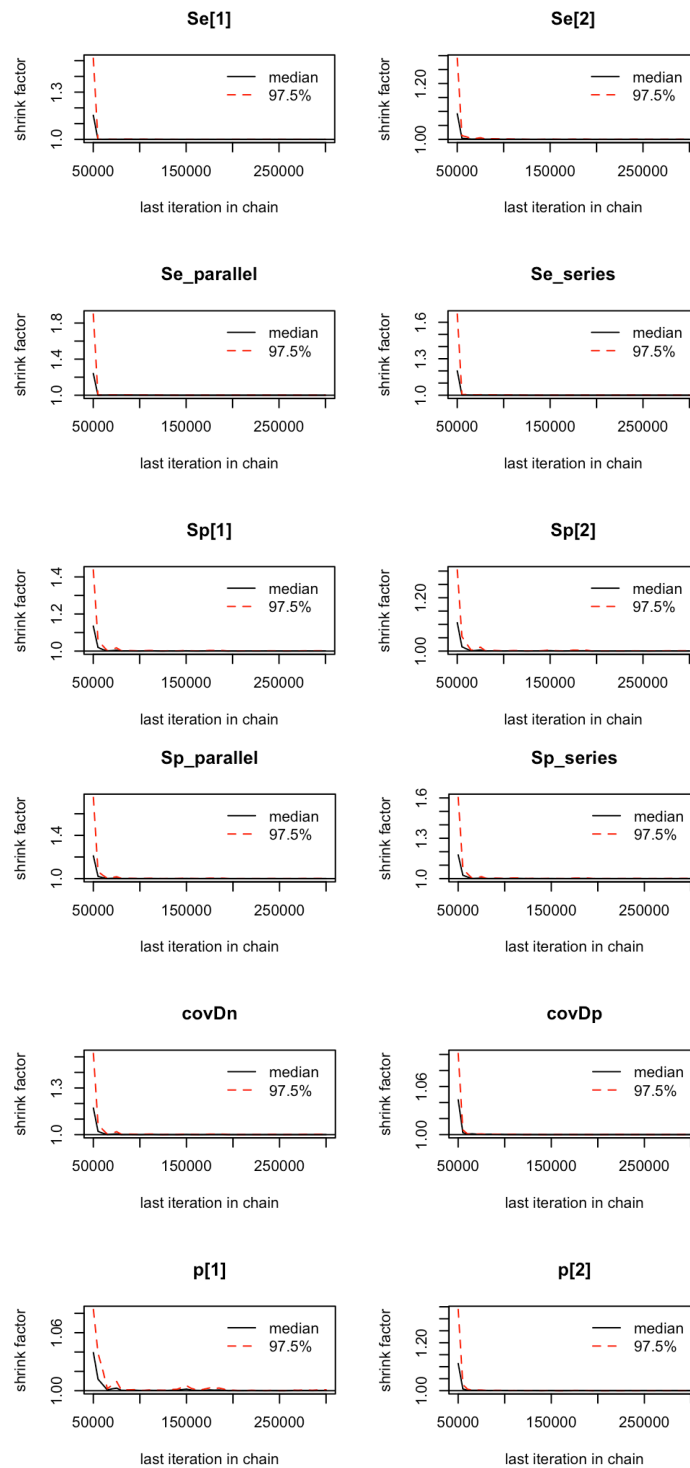 Se[1]
shrink factor
1.0 1.3
median
97.5%
50000 150000 250000
last iteration in chain
Se[2]
shrink factor
1.00 1.20
median
97.5%
50000 150000 250000
last iteration in chain
Se_parallel
shrink factor
1.0 1.4 1.8
median
97.5%
50000 150000 250000
last iteration in chain
Se_series
shrink factor
1.0 1.3 1.6
median
97.5%
50000 150000 250000
last iteration in chain
Sp[1]
shrink factor
1.0 1.2 1.4
median
97.5%
50000 150000 250000
last iteration in chain
Sp[2]
shrink factor
1.00 1.20
median
97.5%
50000 150000 250000
last iteration in chain
Sp_parallel
shrink factor
1.0 1.4
median
97.5%
50000 150000 250000
last iteration in chain
Sp_series
shrink factor
1.0 1.3 1.6
median
97.5%
50000 150000 250000
last iteration in chain
covDn
shrink factor
1.0 1.3
median
97.5%
50000 150000 250000
last iteration in chain
covDp
shrink factor
1.00 1.06
median
97.5%
50000 150000 250000
last iteration in chain
p[1]
shrink factor
1.00 1.06
median
97.5%
50000 150000 250000
last iteration in chain
p[2]
shrink factor
1.00 1.20
median
97.5%
50000 150000 250000
last iteration in chain